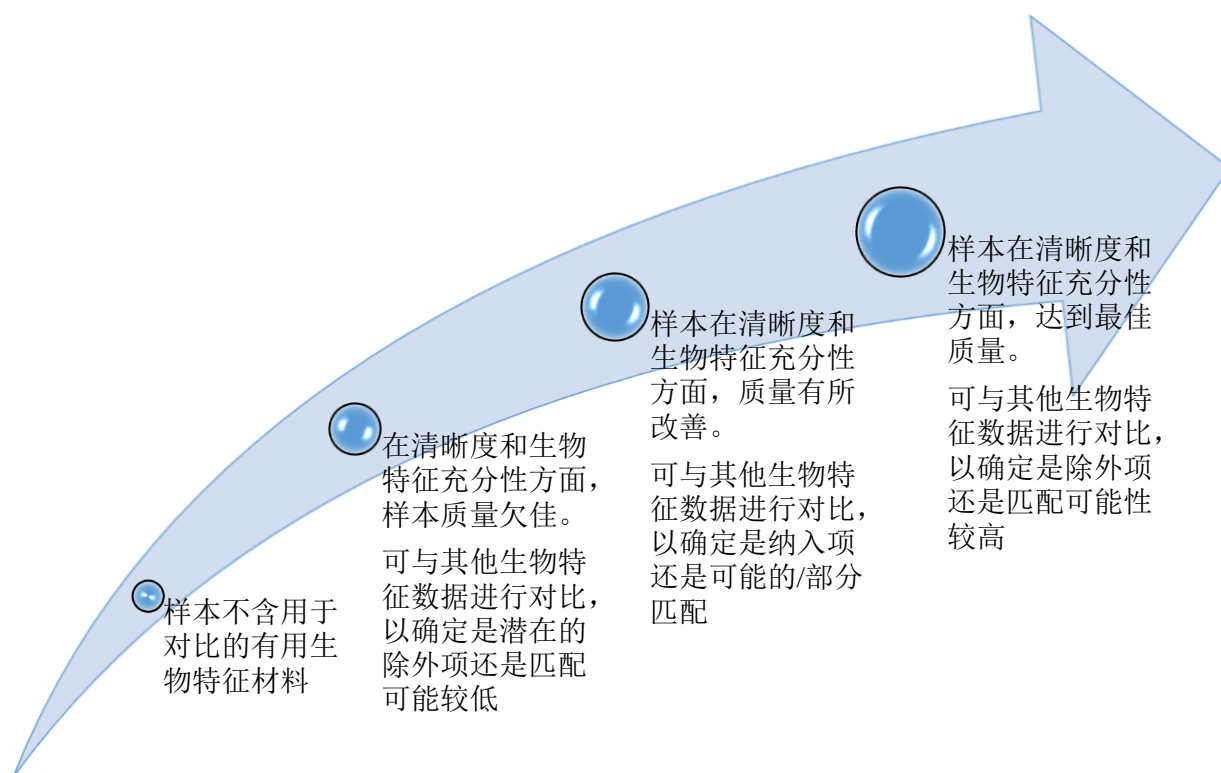 样本不含用于
对比的有用生
物特征材料
在清晰度和生物
特征充分性方面，
样本质量欠佳。
可与其他生物特
征数据进行对比，
以确定是潜在的
除外项还是匹配
可能较低
样本在清晰度和
生物特征充分性
方面，质量有所
改善。
可与其他生物特
征数据进行对比，
以确定是纳入项
还是可能的/部分
匹配
样本在清晰度和
生物特征充分性
方面，达到最佳
质量。
可与其他生物特
征数据进行对比，
以确定是除外项
还是匹配可能性
较高